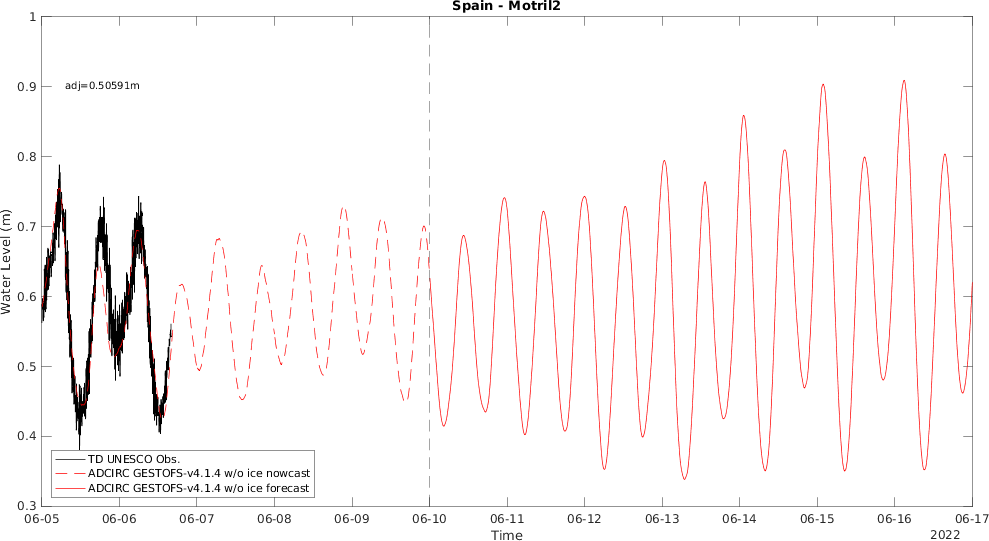 Spain - Motril2
1
0.9
0.8
0.7
0.6
0.5
0.4
0.3
Water Level (m)
adj=0.50591m
TD UNESCO Obs.
ADCIRC GESTOFS-v4.1.4 w/o ice nowcast
ADCIRC GESTOFS-v4.1.4 w/o ice forecast
06-05 06-06 06-07 06-08 06-09 06-10 06-11 06-12 06-13 06-14 06-15 06-16 06-17
Time
2022